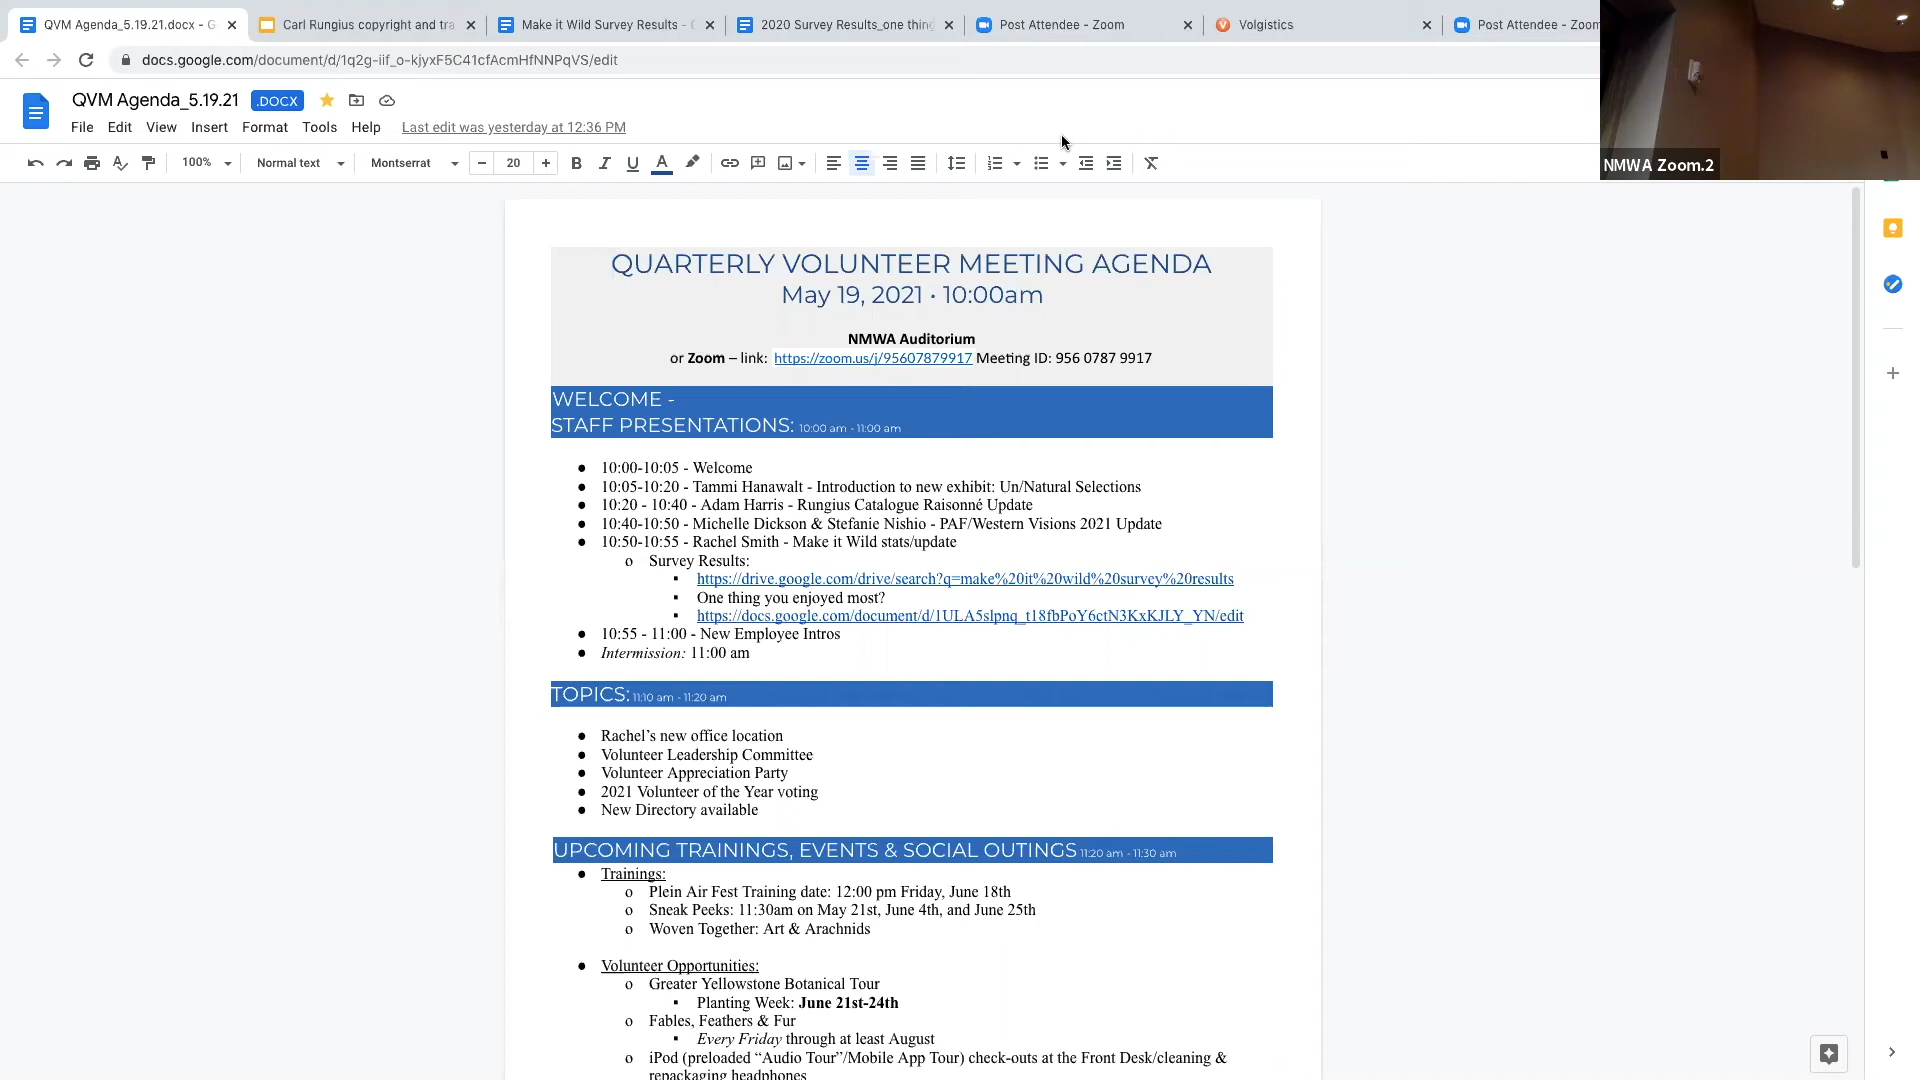 QVM Agenda_5.19.21.docx - G
Carl Rungius copyright and tra
Make it Wild Survey Results -
2020 Survey Results_one thing
Post Attendee - Zoom
Volgistics
Post Attendee - Zoom
docs.google.com/document/d/1q2g-iif_o-kjyxF5C41cfAcmHfNNPqVS/edit
QVM Agenda_5.19.21 .DOCX
File Edit View Insert Format Tools Help Last edit was yesterday at 12:36 PM
100% Normal text Montserrat 20
NMWA Zoom.2
QUARTERLY VOLUNTEER MEETING AGENDA
May 19, 2021 • 10:00am
NMWA Auditorium
or Zoom – link: https://zoom.us/j/95607879917 Meeting ID: 956 0787 9917
WELCOME -
STAFF PRESENTATIONS: 10:00 am - 11:00 am
● 10:00-10:05 - Welcome
● 10:05-10:20 - Tammi Hanawalt - Introduction to new exhibit: Un/Natural Selections
● 10:20 - 10:40 - Adam Harris - Rungius Catalogue Raisonné Update
● 10:40-10:50 - Michelle Dickson & Stefanie Nishio - PAF/Western Visions 2021 Update
● 10:50-10:55 - Rachel Smith - Make it Wild stats/update
o Survey Results:
▪ https://drive.google.com/drive/search?q=make%20it%20wild%20survey%20results
▪ One thing you enjoyed most?
▪ https://docs.google.com/document/d/1ULA5slpnq_t18fbPoY6ctN3KxKJLY_YN/edit
● 10:55 - 11:00 - New Employee Intros
● Intermission: 11:00 am
TOPICS: 11:10 am - 11:20 am
● Rachel’s new office location
● Volunteer Leadership Committee
● Volunteer Appreciation Party
● 2021 Volunteer of the Year voting
● New Directory available
UPCOMING TRAININGS, EVENTS & SOCIAL OUTINGS 11:20 am - 11:30 am
● Trainings:
o Plein Air Fest Training date: 12:00 pm Friday, June 18th
o Sneak Peeks: 11:30am on May 21st, June 4th, and June 25th
o Woven Together: Art & Arachnids
● Volunteer Opportunities:
o Greater Yellowstone Botanical Tour
▪ Planting Week: June 21st-24th
o Fables, Feathers & Fur
▪ Every Friday through at least August
o iPod (preloaded “Audio Tour”/Mobile App Tour) check-outs at the Front Desk/cleaning &
repackaging headphones